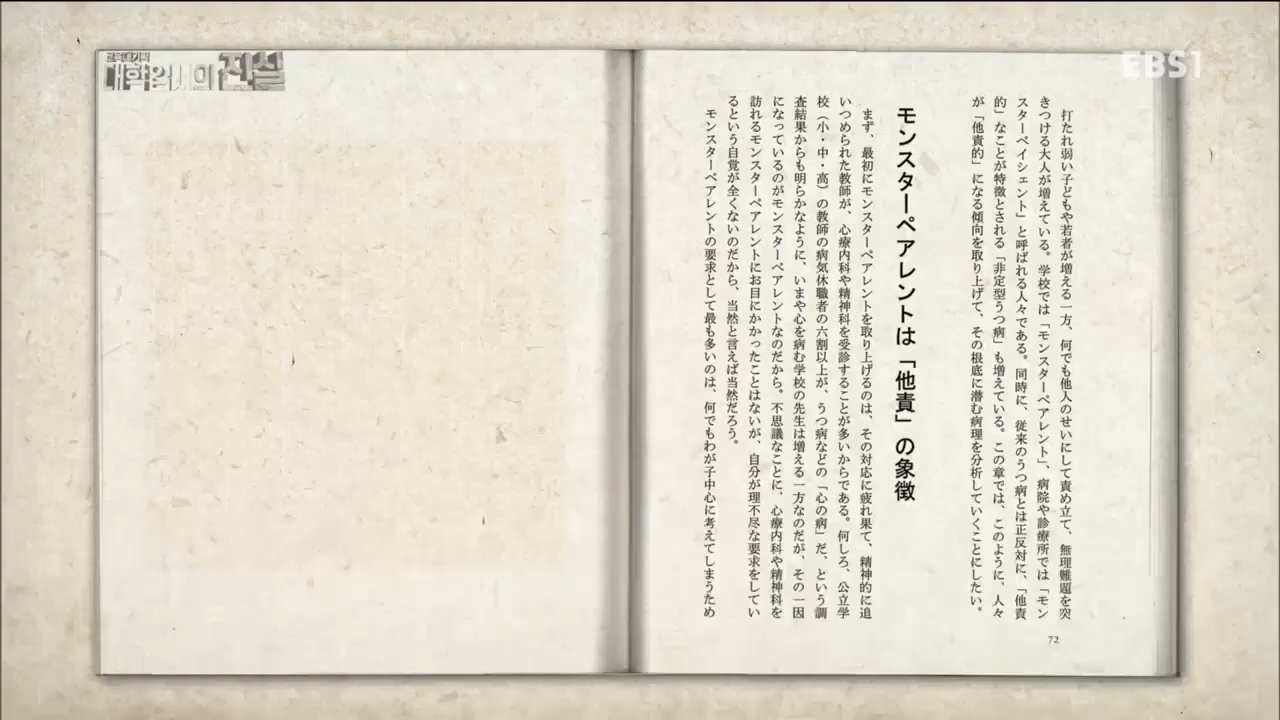 교육대기획
대학입시의 진실
EBS1
打たれ弱い子どもや若者が増える一方、何でも他人のせいにして責め立て、無理難題を突
きつける大人が増えている。学校では「モンスターペアレント」、病院や診療所では「モン
スターペイシェント」と呼ばれる人々である。同時に、従来のうつ病とは正反対に、「他責
的」なことが特徴とされる「非定型うつ病」も増えている。この章では、このように、人々
が「他責的」になる傾向を取り上げて、その根底に潜む病理を分析していくことにしたい。
モンスターペアレントは「他責」の象徴
まず、最初にモンスターペアレントを取り上げるのは、その対応に疲れ果て、精神的に追
いつめられた教師が、心療内科や精神科を受診することが多いからである。何しろ、公立学
校(小・中・高)の教師の病気休職者の六割以上が、うつ病などの「心の病」だ、という調
査結果からも明らかなように、いまや心を病む学校の先生は増える一方なのだが、その一因
になっているのがモンスターペアレントなのだから。不思議なことに、心療内科や精神科を
訪れるモンスターペアレントにお目にかかったことはないが、自分が理不尽な要求をしてい
るという自覚が全くないのだから、当然と言えば当然だろう。
モンスターペアレントの要求として最も多いのは、何でもわが子中心に考えてしまうため
72